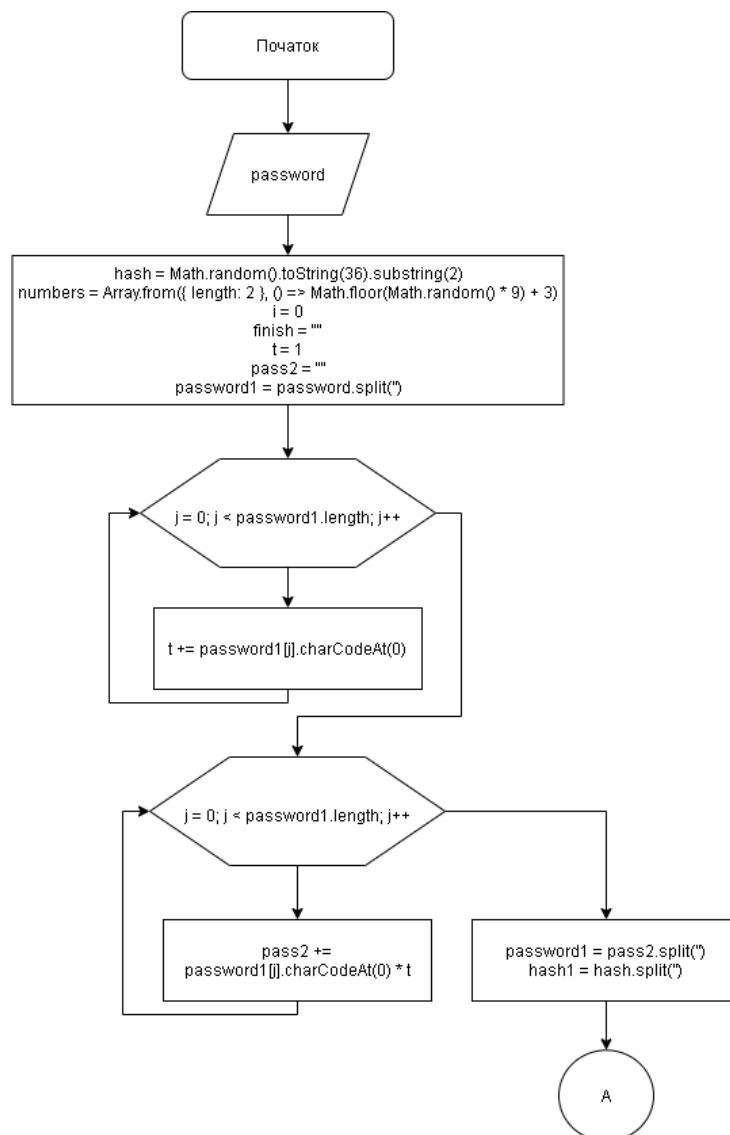 Початок
password
hash = Math.random().toString(36).substring(2)
numbers = Array.from({ length: 2 }, () => Math.floor(Math.random() * 9) + 3)
i = 0
finish = ""
t = 1
pass2 = ""
password1 = password.split('')
j = 0; j < password1.length; j++
t += password1[j].charCodeAt(0)
j = 0; j < password1.length; j++
pass2 +=
password1[j].charCodeAt(0) * t
password1 = pass2.split('')
hash1 = hash.split('')
A